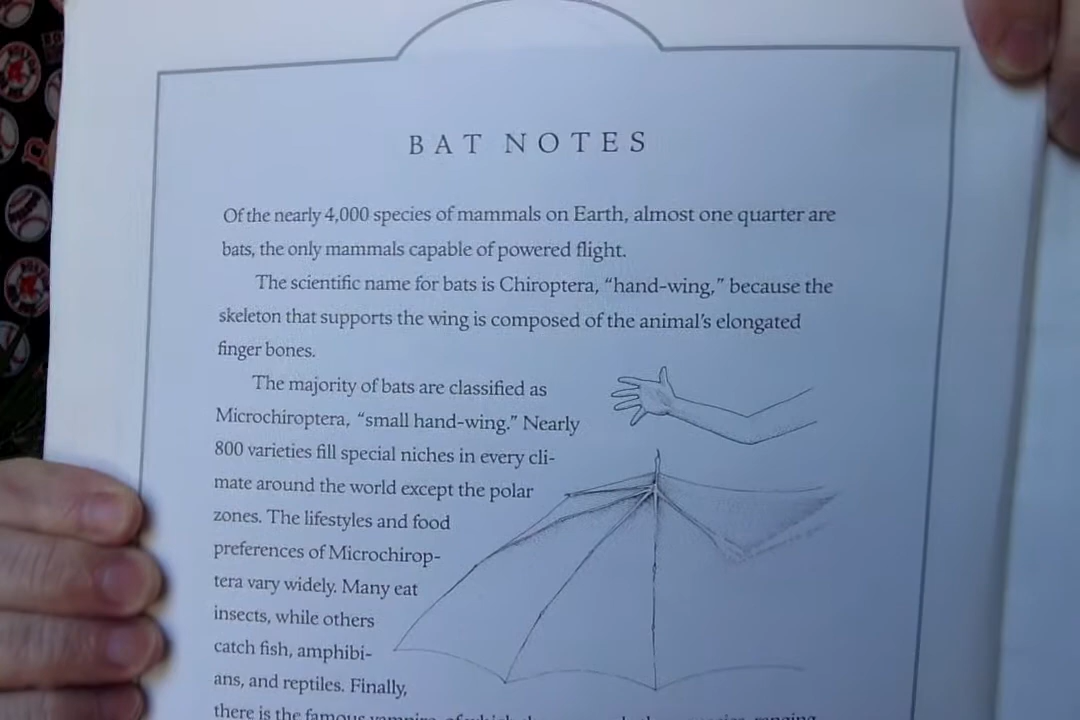 BAT NOTES
Of the nearly 4,000 species of mammals on Earth, almost one quarter are
bats, the only mammals capable of powered flight.
The scientific name for bats is Chiroptera, “hand-wing,” because the
skeleton that supports the wing is composed of the animal’s elongated
finger bones.
The majority of bats are classified as
Microchiroptera, “small hand-wing.” Nearly
800 varieties fill special niches in every cli-
mate around the world except the polar
zones. The lifestyles and food
preferences of Microchirop-
tera vary widely. Many eat
insects, while others
catch fish, amphibi-
ans, and reptiles. Finally,
there is the famous